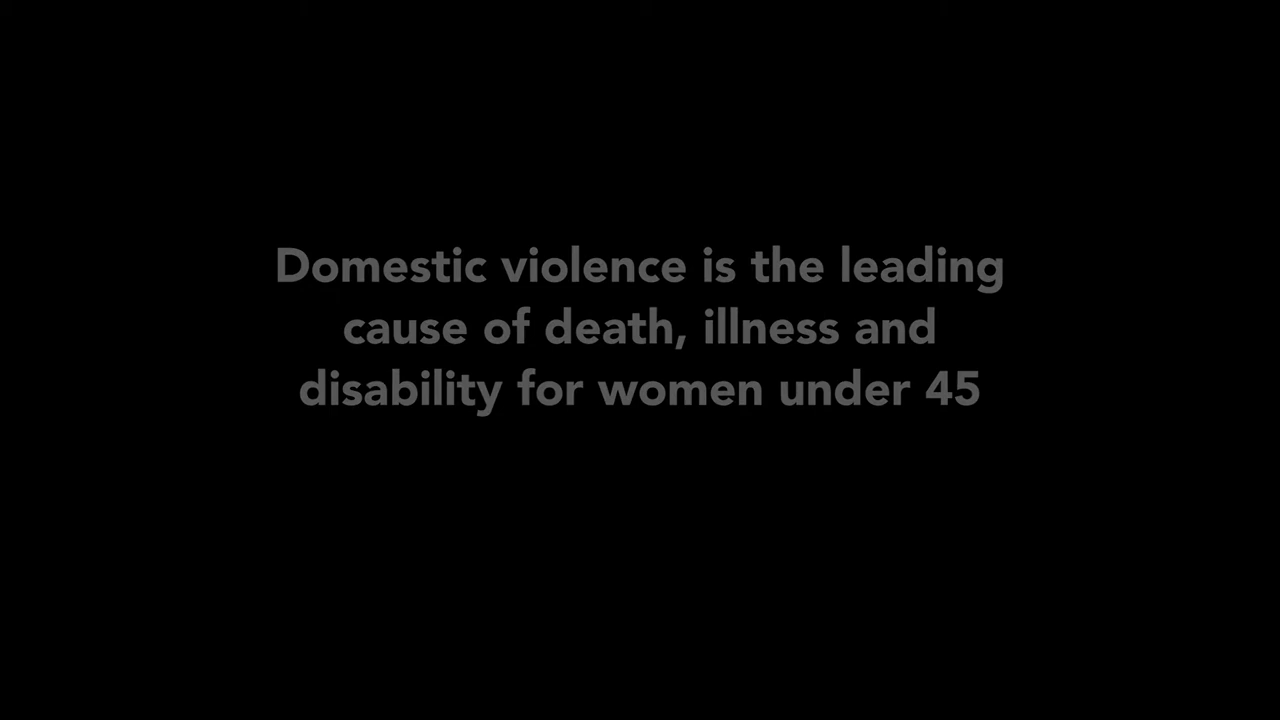 Domestic violence is the leading
cause of death, illness and
disability for women under 45